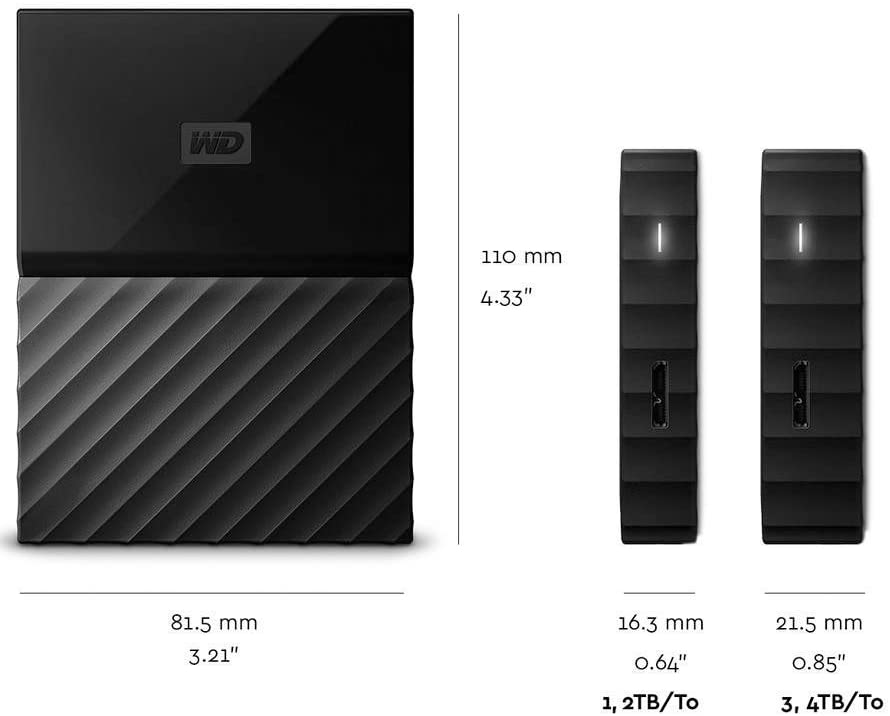 WD
110 mm
4.33"
81.5 mm
3.21"
16.3 mm
0.64"
1, 2TB/To
21.5 mm
0.85"
3, 4TB/To